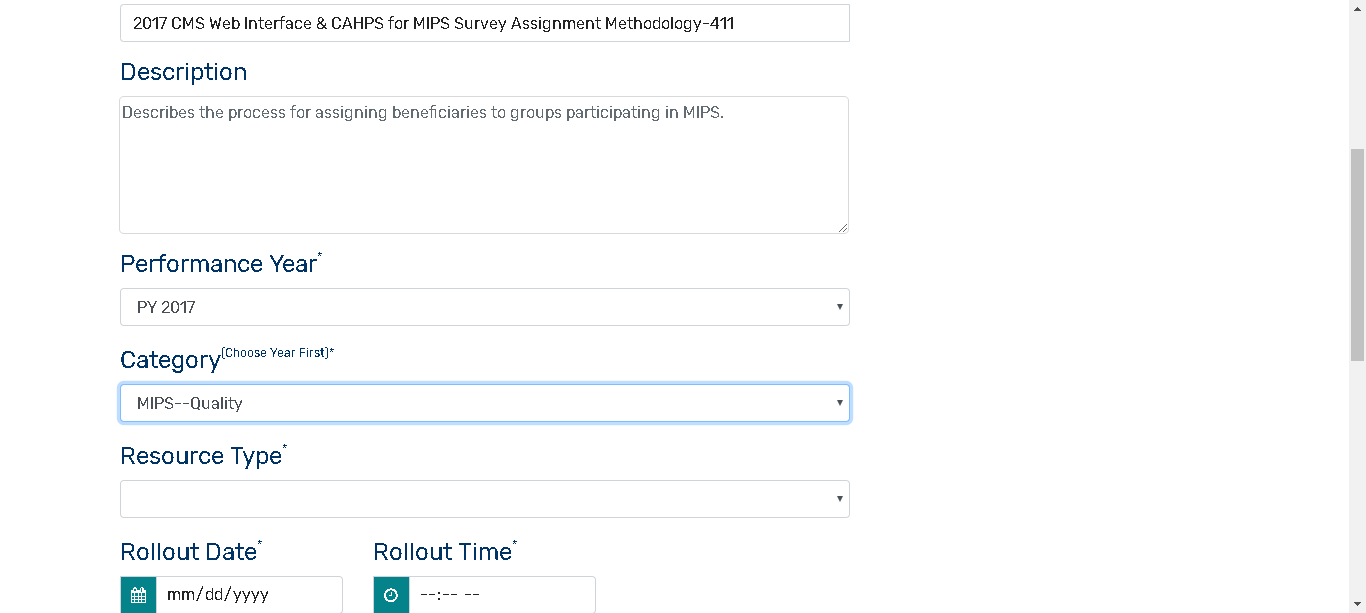 2017 CMS Web Interface & CAHPS for MIPS Survey Assignment Methodology-411
Description
Describes the process for assigning beneficiaries to groups participating in MIPS.
Performance Year*
PY 2017
Category(Choose Year First)*
MIPS--Quality
Resource Type*
Rollout Date* Rollout Time*
mm/dd/yyyy --:-- --